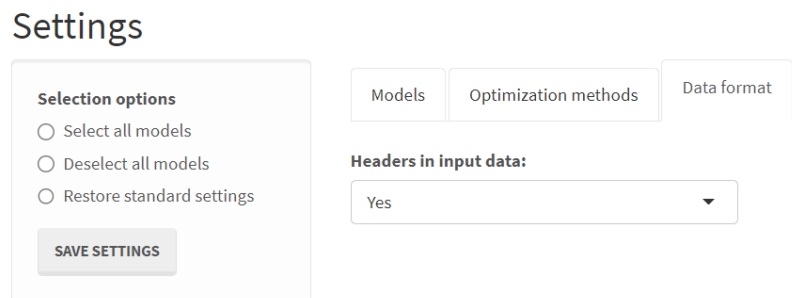 Settings
Selection options
Select all models
Deselect all models
Restore standard settings
SAVE SETTINGS
Models
Optimization methods
Data format
Headers in input data:
Yes